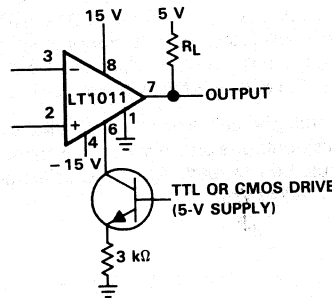 15 V
5 V
RL
3
−
8
LT1011
7
OUTPUT
2
+
6
1
4
−15 V
TTL OR CMOS DRIVE
(5-V SUPPLY)
3 kΩ